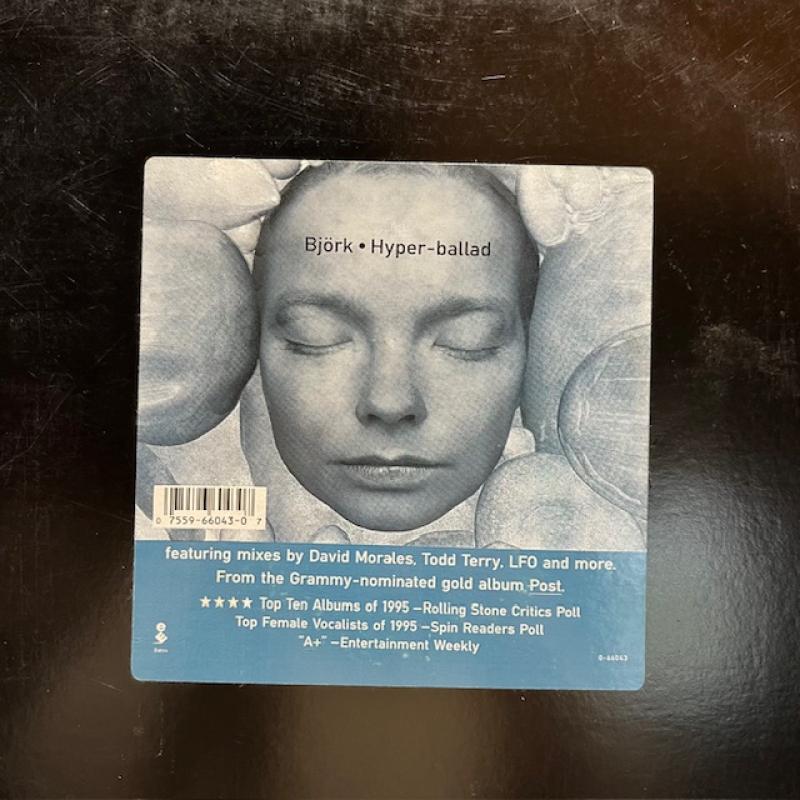 Björk • Hyper-ballad
0 7559-66043-0 7
featuring mixes by David Morales, Todd Terry, LFO and more.
From the Grammy-nominated gold album Post.
★★★★ Top Ten Albums of 1995 —Rolling Stone Critics Poll
Top Female Vocalists of 1995 —Spin Readers Poll
"A+" —Entertainment Weekly
0-66043